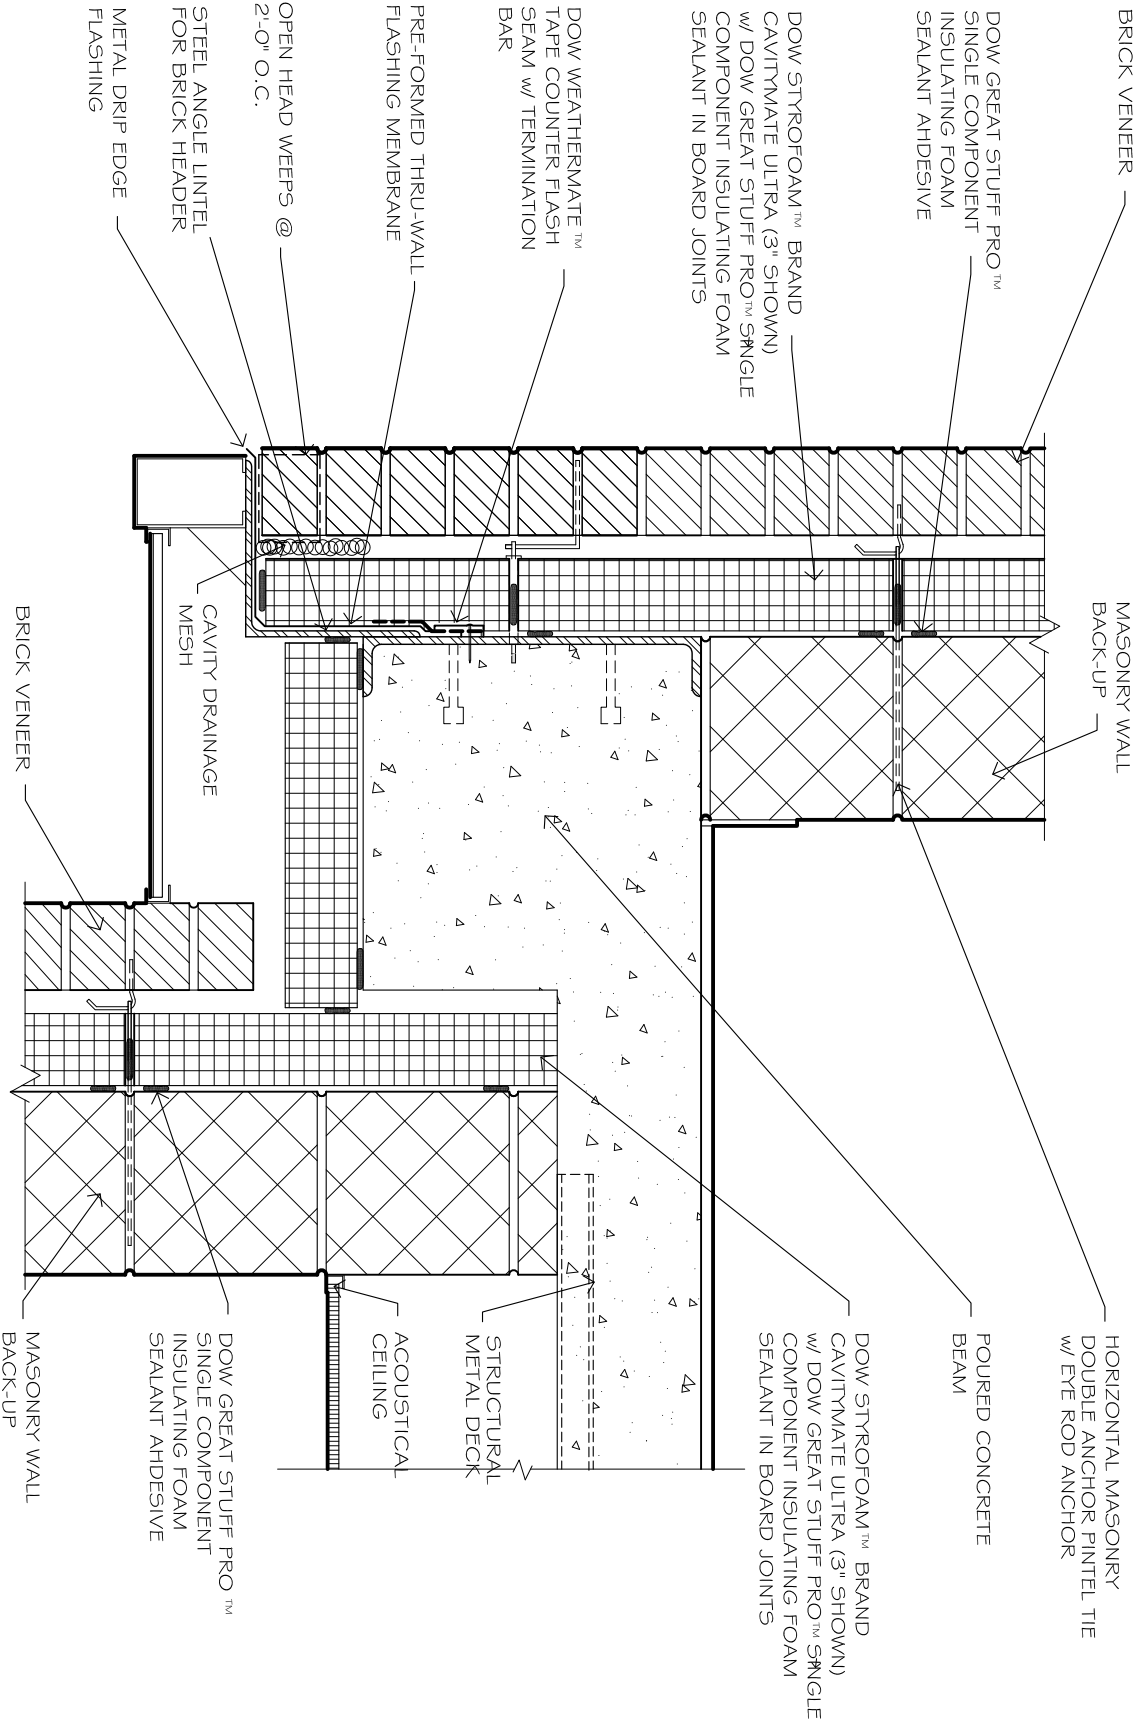 BRICK VENEER
DOW GREAT STUFF PRO™
SINGLE COMPONENT
INSULATING FOAM
SEALANT AHDESIVE
DOW STYROFOAM™ BRAND
CAVITYMATE ULTRA (3" SHOWN)
w/ DOW GREAT STUFF PRO™ SINGLE
COMPONENT INSULATING FOAM
SEALANT IN BOARD JOINTS
DOW WEATHERMATE™
TAPE COUNTER FLASH
SEAM w/ TERMINATION
BAR
PRE-FORMED THRU-WALL
FLASHING MEMBRANE
OPEN HEAD WEEPS @
2'-0" O.C.
STEEL ANGLE LINTEL
FOR BRICK HEADER
METAL DRIP EDGE
FLASHING
MASONRY WALL
BACK-UP
CAVITY DRAINAGE
MESH
BRICK VENEER
HORIZONTAL MASONRY
DOUBLE ANCHOR PINTEL TIE
w/ EYE ROD ANCHOR
POURED CONCRETE
BEAM
DOW STYROFOAM™ BRAND
CAVITYMATE ULTRA (3" SHOWN)
w/ DOW GREAT STUFF PRO™ SINGLE
COMPONENT INSULATING FOAM
SEALANT IN BOARD JOINTS
STRUCTURAL
METAL DECK
ACOUSTICAL
CEILING
DOW GREAT STUFF PRO™
SINGLE COMPONENT
INSULATING FOAM
SEALANT AHDESIVE
MASONRY WALL
BACK-UP